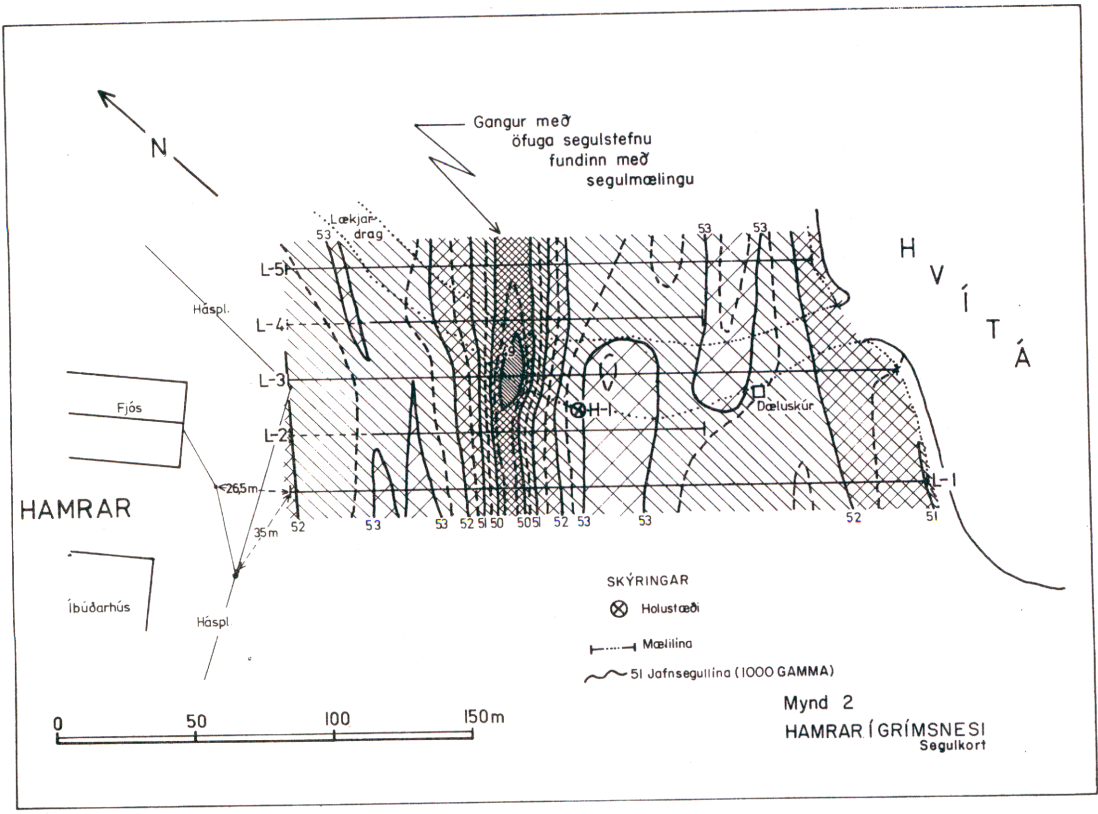 N
Gangur með
öfuga segulstefnu
fundinn með
segulmælingu
Lækjar-
drag
53
53
53
H
V
Í
T
Á
L-5
Háspl.
L-4
L-3
Fjós
H-1
Dæluskúr
L-2
26,5m
L-1
HAMRAR
35m
52
53
53
52
51
50
50
51
52
53
53
52
51
Íbúðarhús
Háspl.
SKÝRINGAR
Holustæði
Mælilína
51 Jafnsegullína (1000 GAMMA)
Mynd 2
HAMRAR Í GRÍMSNESI
Segulkort
0
50
100
150m